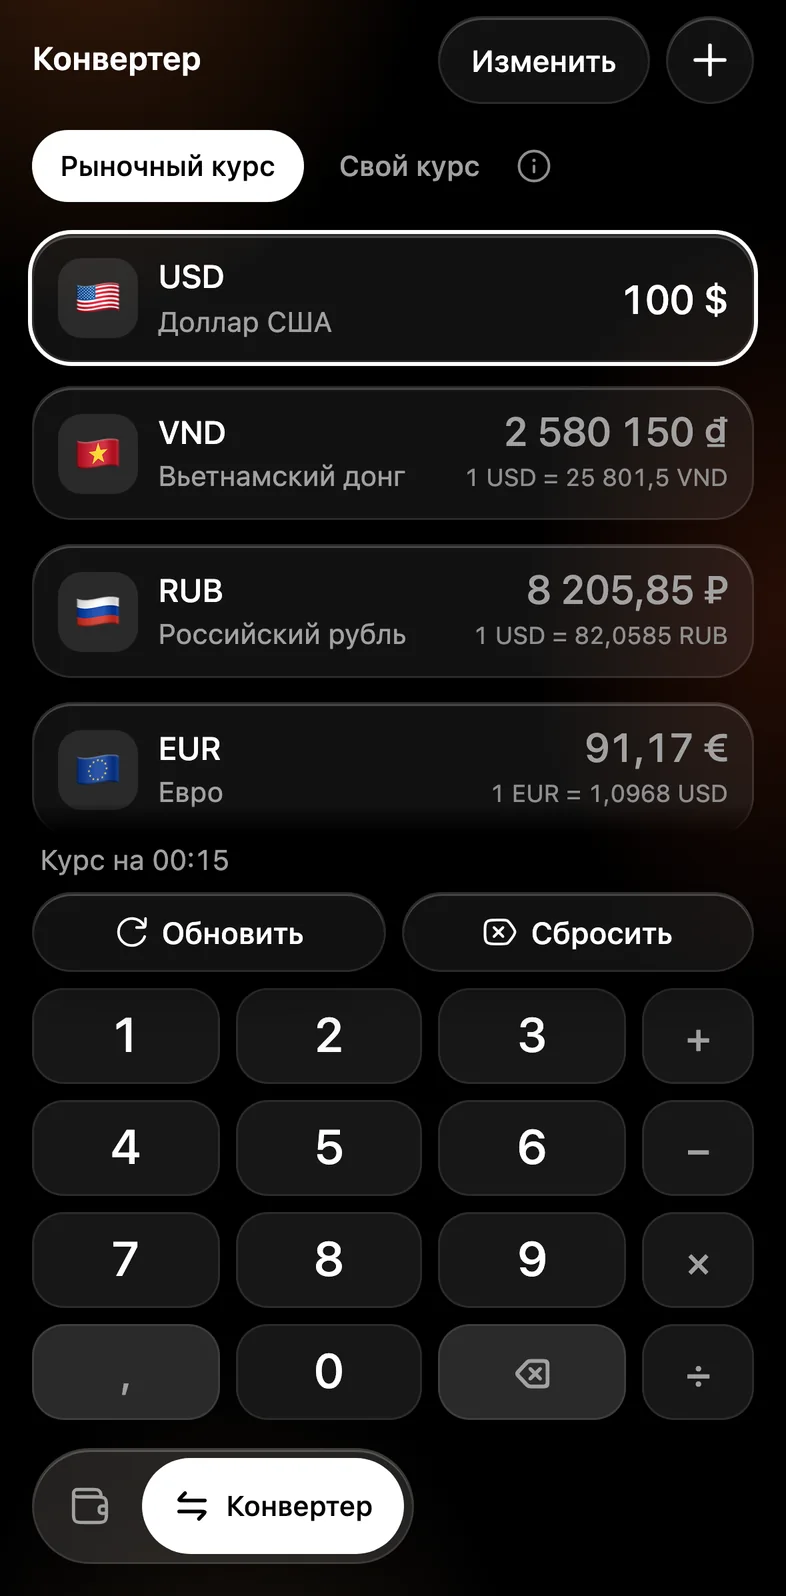 Конвертер
Изменить
Рыночный курс
Свой курс
USD
Доллар США
100 $
VND
Вьетнамский донг
2 580 150 ₫
1 USD = 25 801,5 VND
RUB
Российский рубль
8 205,85 ₽
1 USD = 82,0585 RUB
EUR
Евро
91,17 €
1 EUR = 1,0968 USD
Курс на 00:15
Обновить
Сбросить
1 2 3 +
4 5 6 −
7 8 9 ×
, 0 ÷
Конвертер